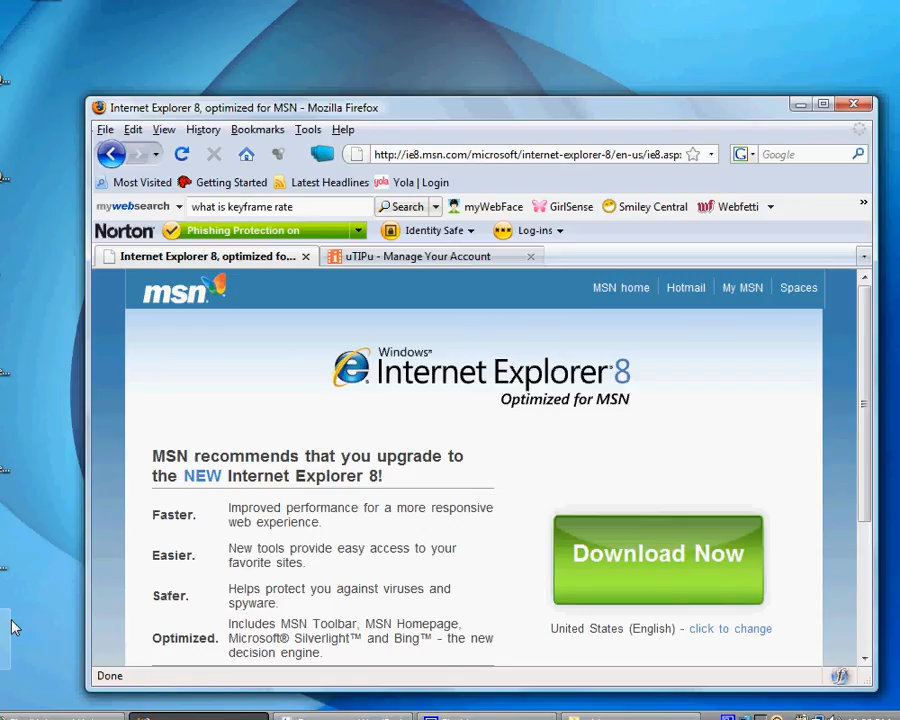 Internet Explorer 8, optimized for MSN - Mozilla Firefox
File Edit View History Bookmarks Tools Help
http://ie8.msn.com/microsoft/internet-explorer-8/en-us/ie8.asp:
Google
Most Visited Getting Started Latest Headlines yola Yola | Login
mywebsearch what is keyframe rate Search myWebFace GirlSense Smiley Central Webfetti »
Norton Phishing Protection on Identity Safe Log-ins
Internet Explorer 8, optimized fo... uTIPu - Manage Your Account
msn MSN home Hotmail My MSN Spaces
Windows®
Internet Explorer 8
Optimized for MSN
MSN recommends that you upgrade to
the NEW Internet Explorer 8!
Faster. Improved performance for a more responsive
web experience.
Easier. New tools provide easy access to your
favorite sites.
Safer. Helps protect you against viruses and
spyware.
Optimized. Includes MSN Toolbar, MSN Homepage,
Microsoft® Silverlight™ and Bing™ - the new
decision engine.
Download Now
United States (English) - click to change
Done